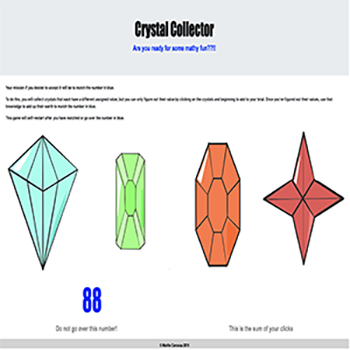 Crystal Collector
Are you ready for some mathy fun??!!
Your mission if you decide to accept it will be to match the number in blue.
To do this, you will collect crystals that each have a different assigned value, but you can only figure out their value by clicking on the crystals and beginning to add to your total. Once you've figured out their values, use that
knowledge to add up their worth to match the number in blue.
This game will self-restart after you have matched or go over the number in blue.
88
Do not go over this number!
This is the sum of your clicks